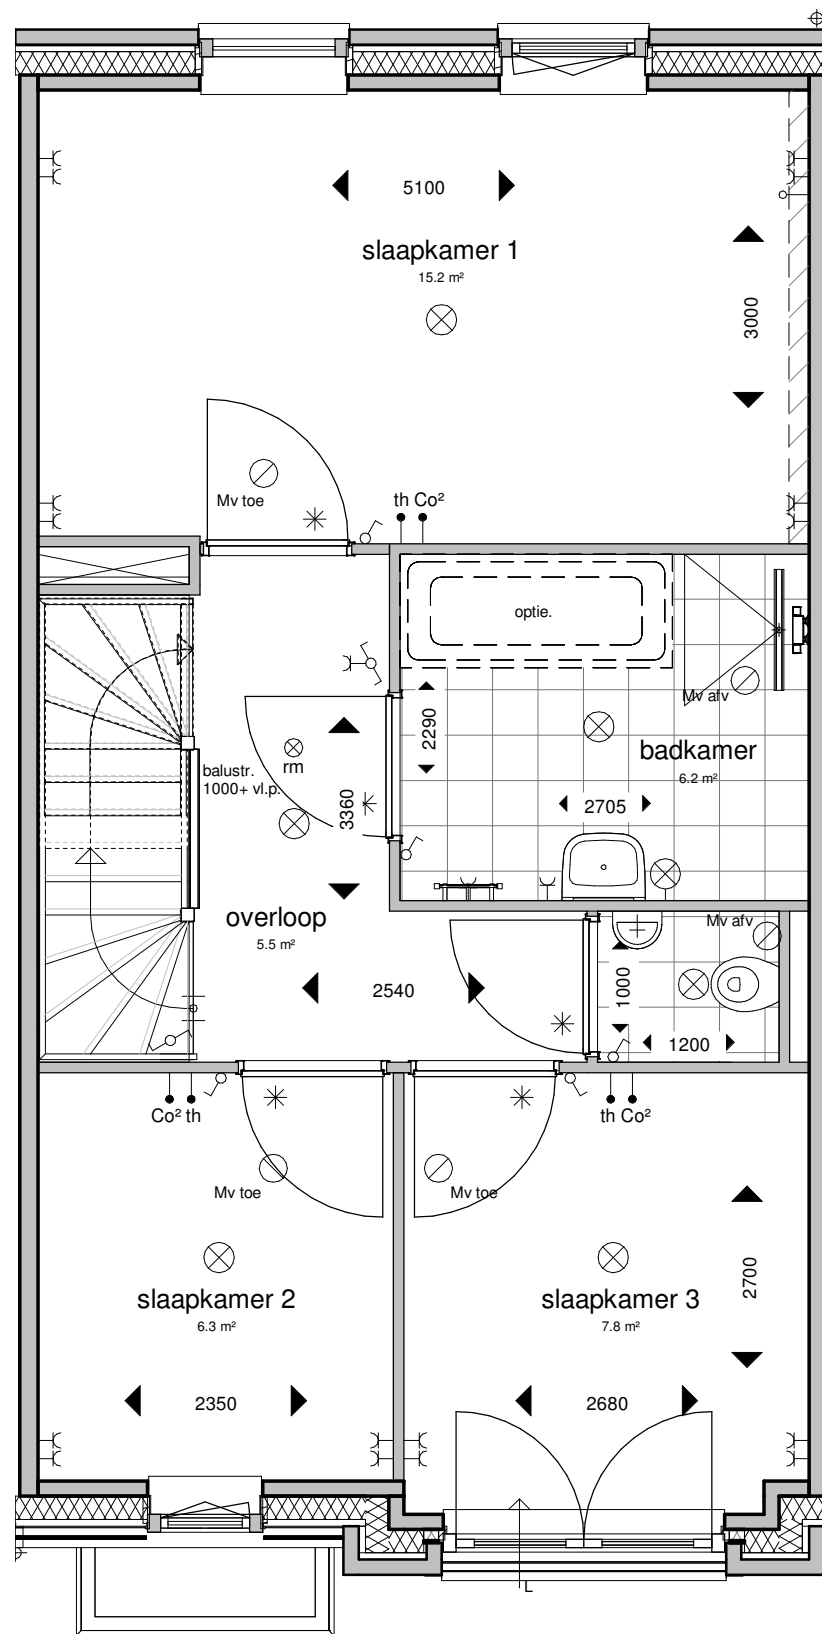 5100
slaapkamer 1
15.2 m²
3000
Mv toe
th Co²
optie.
Mv afv
2290
badkamer
6.2 m²
rm
balustr.
1000+ vl.p.
3360
2705
overloop
5.5 m²
Mv afv
2540
1000
1200
Co² th
th Co²
Mv toe
Mv toe
2700
slaapkamer 2
6.3 m²
slaapkamer 3
7.8 m²
2350
2680
L